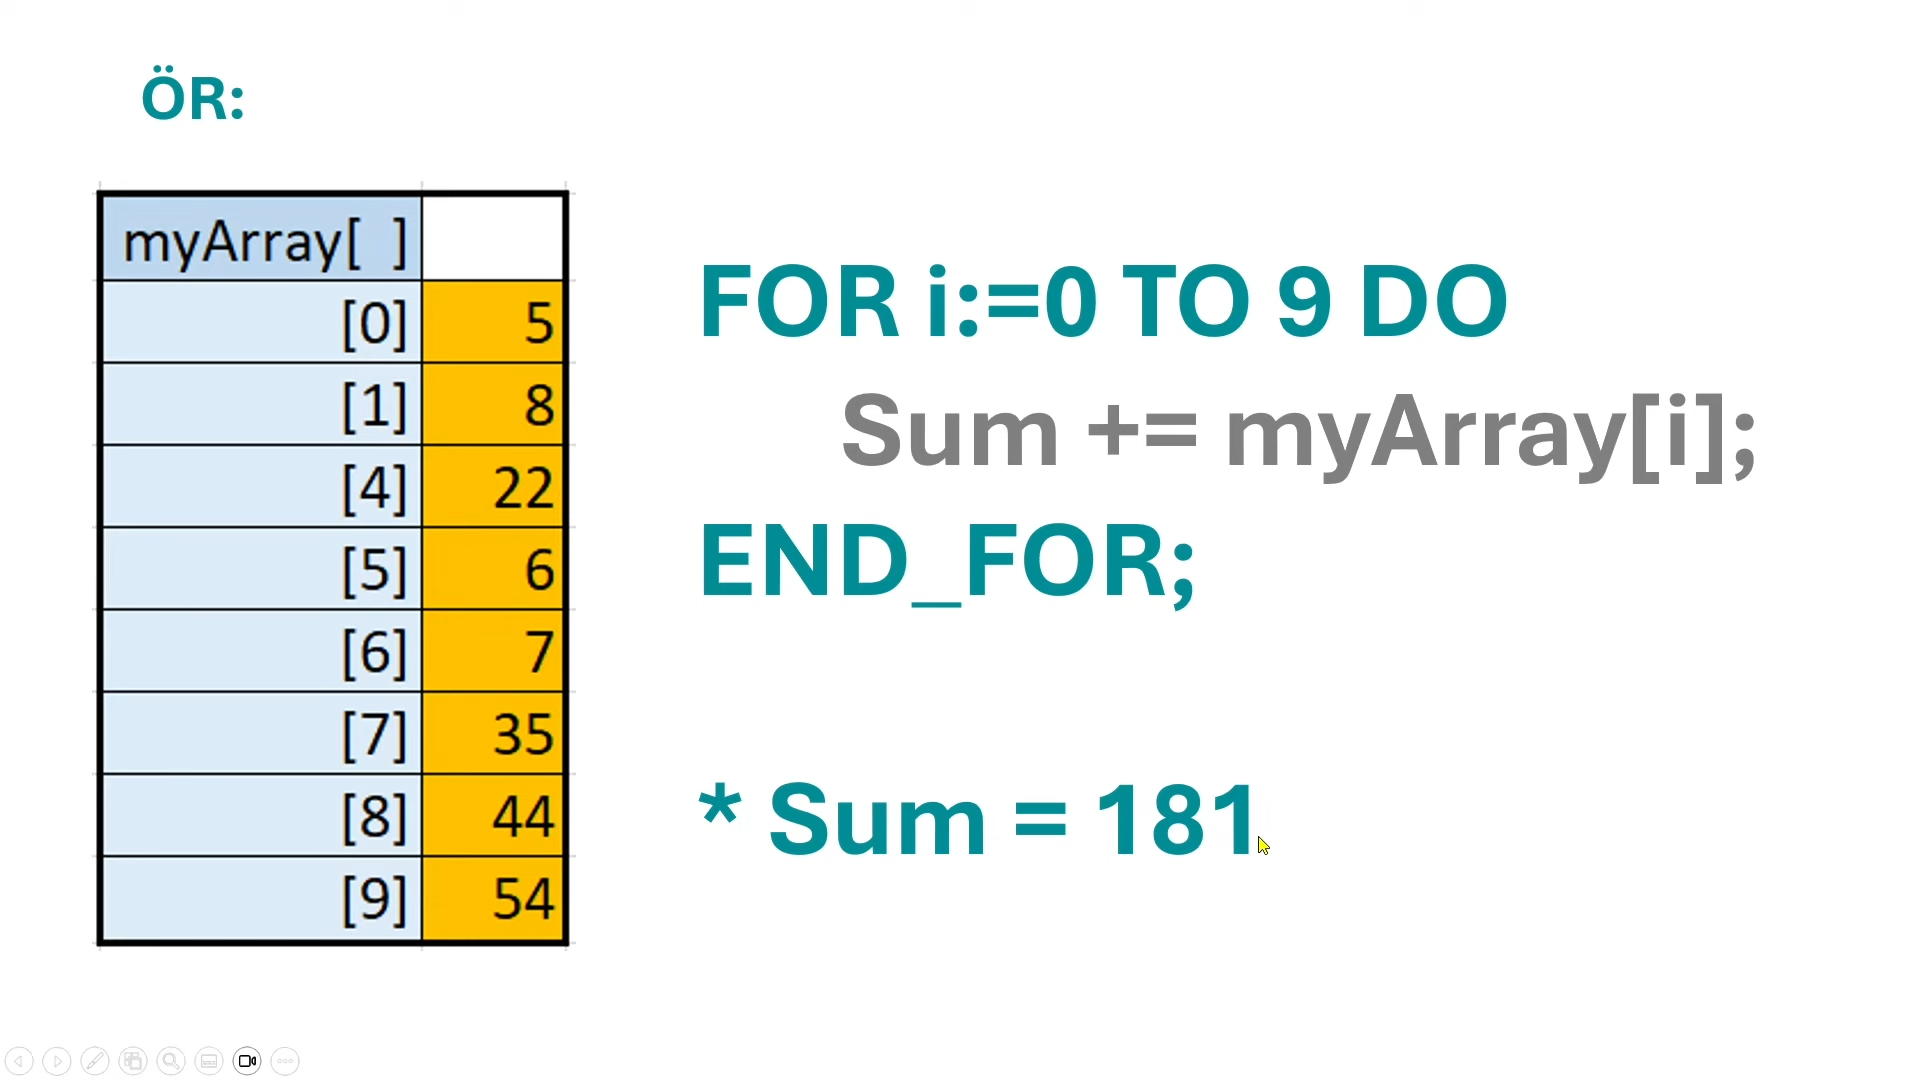 ÖR:
myArray[ ]
[0] 5
[1] 8
[4] 22
[5] 6
[6] 7
[7] 35
[8] 44
[9] 54
FOR i:=0 TO 9 DO
Sum += myArray[i];
END_FOR;
* Sum = 181